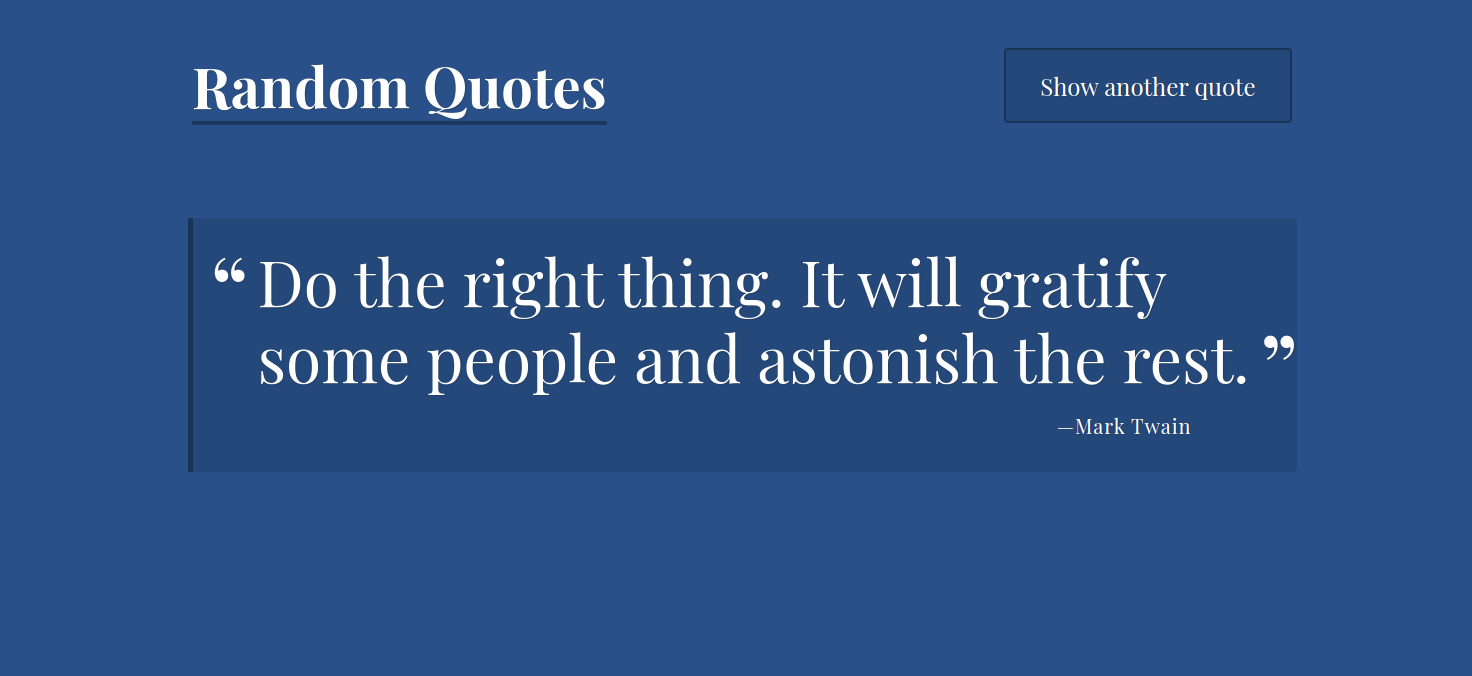 Random Quotes
Show another quote
“ Do the right thing. It will gratify
some people and astonish the rest. ”
—Mark Twain